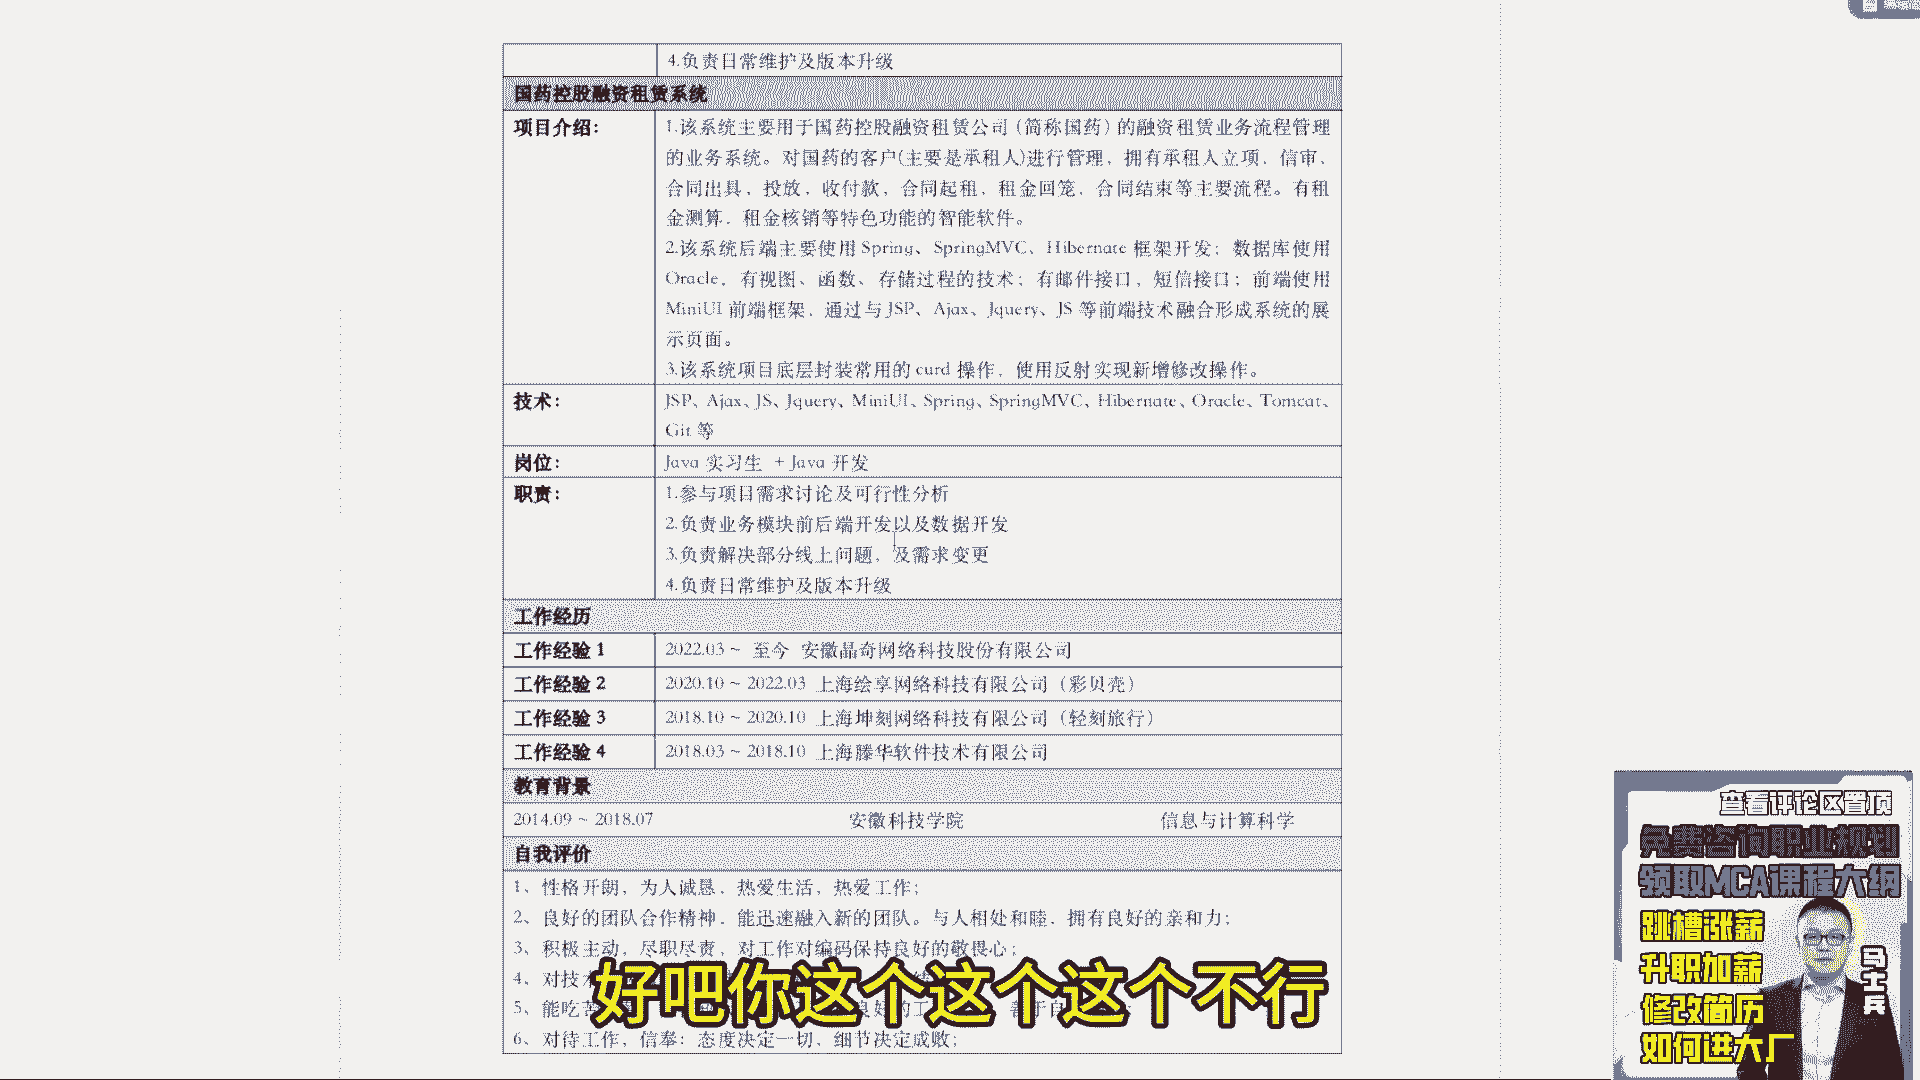 4.负责日常维护及版本升级
国药控股融资租赁系统
项目介绍：
1.该系统主要用于国药控股融资租赁公司（简称国药）的融资租赁业务流程管理
的业务系统。对国药的客户(主要是承租人)进行管理，拥有承租人立项、信审、
合同出具、投放、收付款、合同起租、租金回笼、合同结束等主要流程。有租
金测算、租金核销等特色功能的智能软件。
2.该系统后端主要使用 Spring、SpringMVC、Hibernate 框架开发；数据库使用
Oracle，有视图、函数、存储过程的技术；有邮件接口，短信接口；前端使用
MiniUI 前端框架，通过与 JSP、Ajax、Jquery、JS 等前端技术融合形成系统的展
示页面。
3.该系统项目底层封装常用的 curd 操作，使用反射实现新增修改操作。
技术：
JSP、Ajax、JS、Jquery、MiniUI、Spring、SpringMVC、Hibernate、Oracle、Tomcat、
Git 等
岗位：
Java 实习生 + Java 开发
职责：
1.参与项目需求讨论及可行性分析
2.负责业务模块前后端开发以及数据开发
3.负责解决部分线上问题，及需求变更
4.负责日常维护及版本升级
工作经历
工作经验 1 2022.03 ~ 至今 安徽晶奇网络科技股份有限公司
工作经验 2 2020.10 ~ 2022.03 上海绘享网络科技有限公司（彩贝壳）
工作经验 3 2018.10 ~ 2020.10 上海坤刻网络科技有限公司（轻刻旅行）
工作经验 4 2018.03 ~ 2018.10 上海滕华软件技术有限公司
教育背景
2014.09 ~ 2018.07 安徽科技学院 信息与计算科学
自我评价
1、性格开朗，为人诚恳，热爱生活，热爱工作；
2、良好的团队合作精神，能迅速融入新的团队。与人相处和睦，拥有良好的亲和力；
3、积极主动，尽职尽责，对工作对编码保持良好的敬畏心；
4、对技
5、能吃苦
6、对待工作，信奉：态度决定一切，细节决定成败；
好吧你这个这个这个不行
查看评论区置顶
免费咨询职业规划
领取MCA课程大纲
跳槽涨薪
升职加薪
修改简历
如何进大厂
马士兵